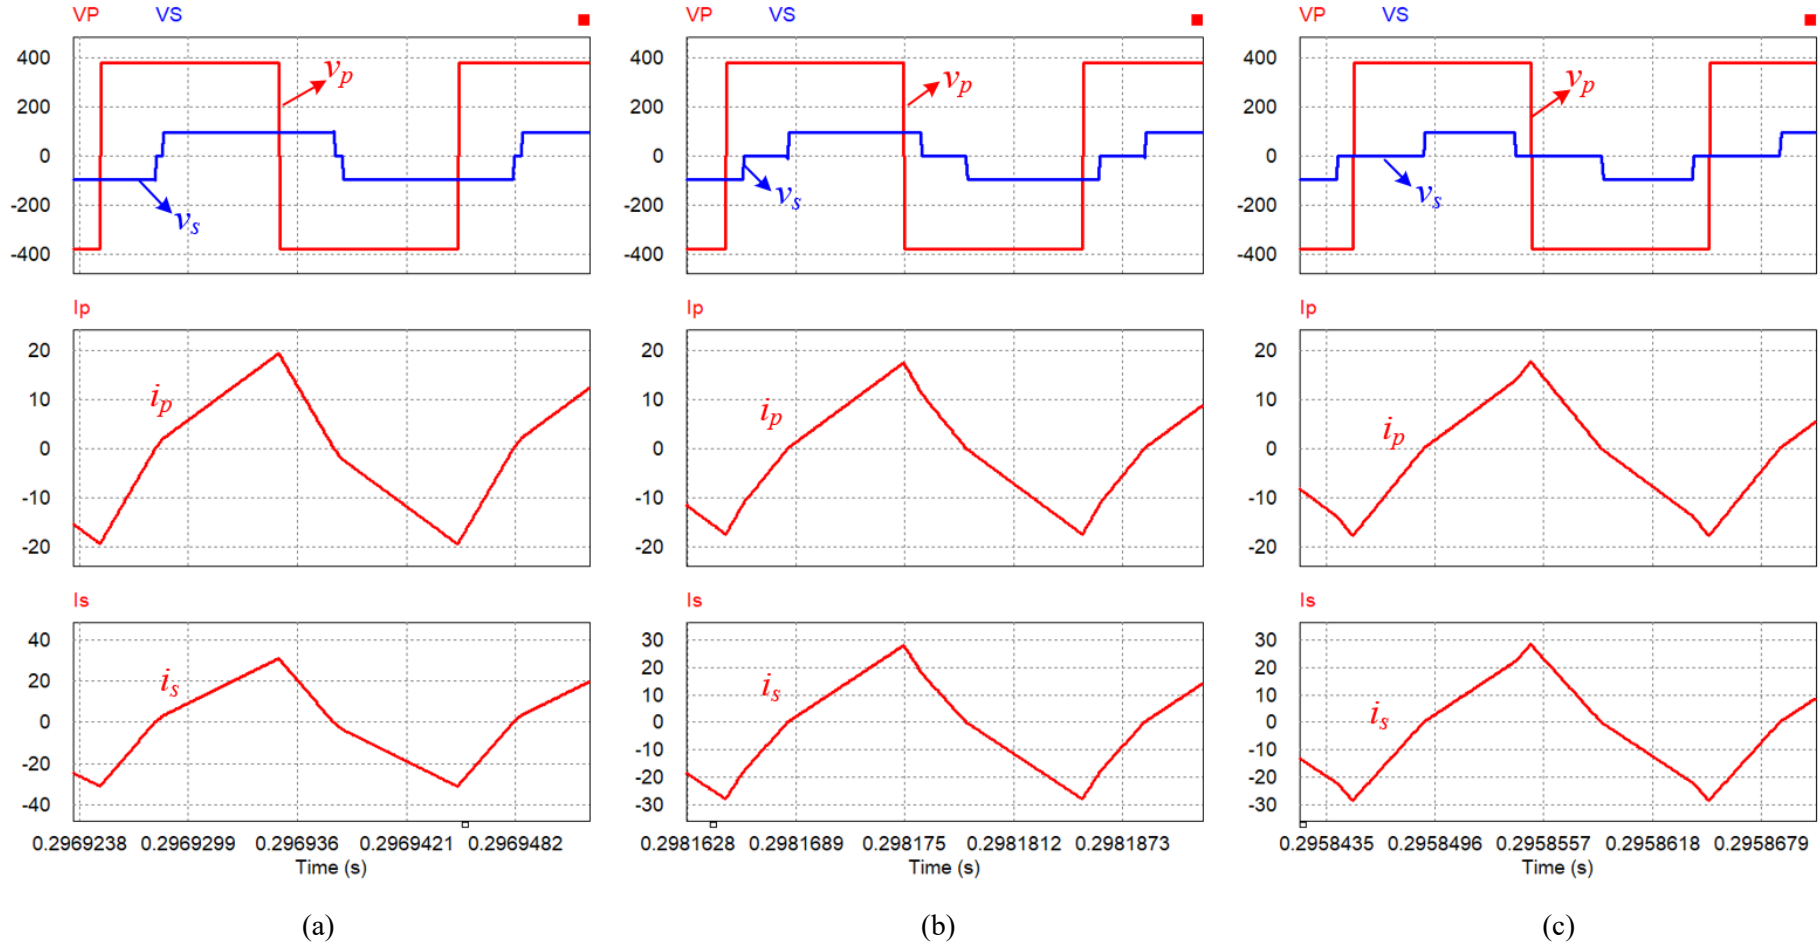 VP VS
400
200
0
-200
-400
vp
vs
Ip
20
10
0
-10
-20
ip
Is
40
20
0
-20
-40
is
0.2969238 0.2969299 0.296936 0.2969421 0.2969482
Time (s)
(a)
VP VS
400
200
0
-200
-400
vp
vs
Ip
20
10
0
-10
-20
ip
Is
30
20
10
0
-10
-20
-30
is
0.2981628 0.2981689 0.298175 0.2981812 0.2981873
Time (s)
(b)
VP VS
400
200
0
-200
-400
vp
vs
Ip
20
10
0
-10
-20
ip
Is
30
20
10
0
-10
-20
-30
is
0.2958435 0.2958496 0.2958557 0.2958618 0.2958679
Time (s)
(c)